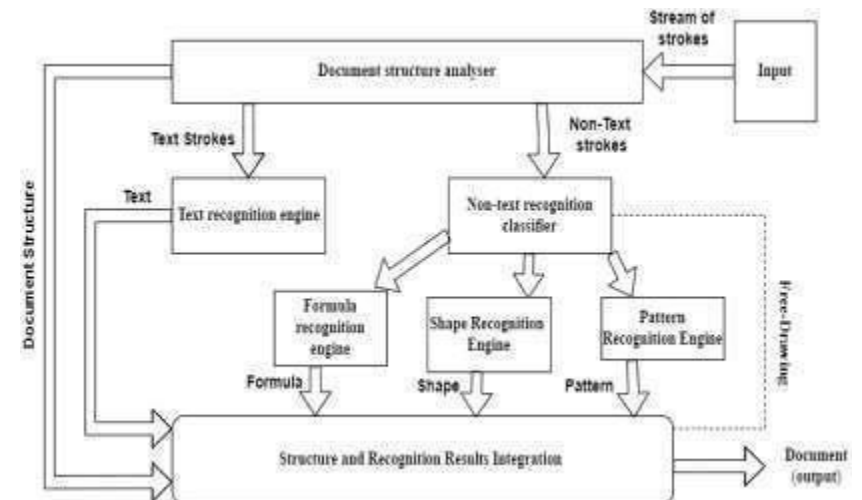 Stream of
strokes
Document structure analyser
Input
Text Strokes
Non-Text
strokes
Document Structure
Text
Text recognition engine
Non-text recognition
classifier
Free-Drawing
Formula
recognition
engine
Shape Recognition
Engine
Pattern
Recognition Engine
Formula
Shape
Pattern
Structure and Recognition Results Integration
Document
(output)